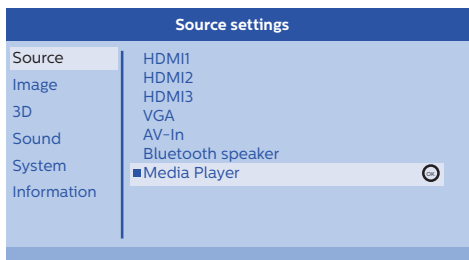 Source settings
Source
Image
3D
Sound
System
Information
HDMI1
HDMI2
HDMI3
VGA
AV-In
Bluetooth speaker
Media Player
OK